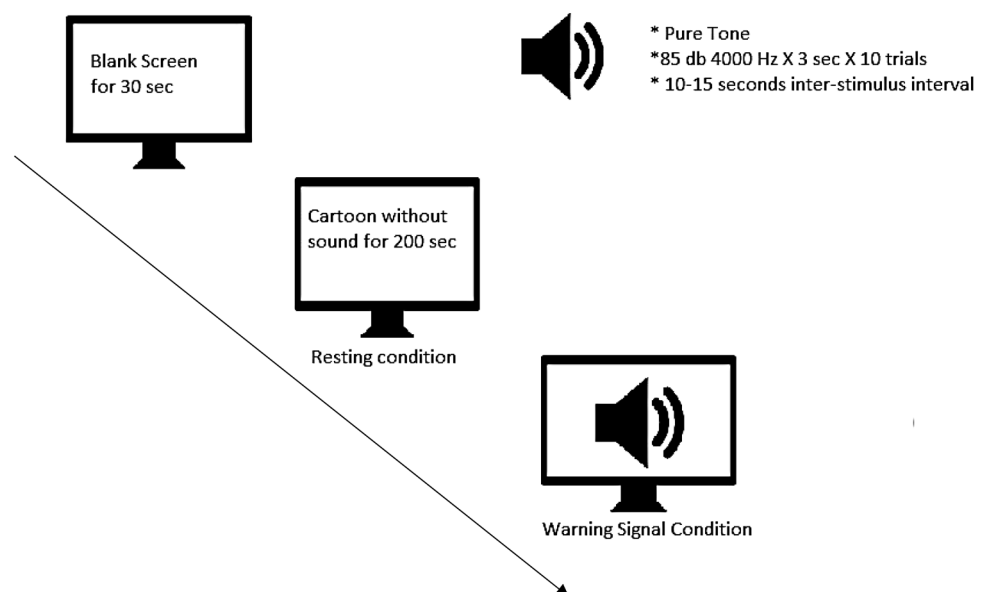 Blank Screen
for 30 sec
* Pure Tone
*85 db 4000 Hz X 3 sec X 10 trials
* 10-15 seconds inter-stimulus interval
Cartoon without
sound for 200 sec
Resting condition
Warning Signal Condition